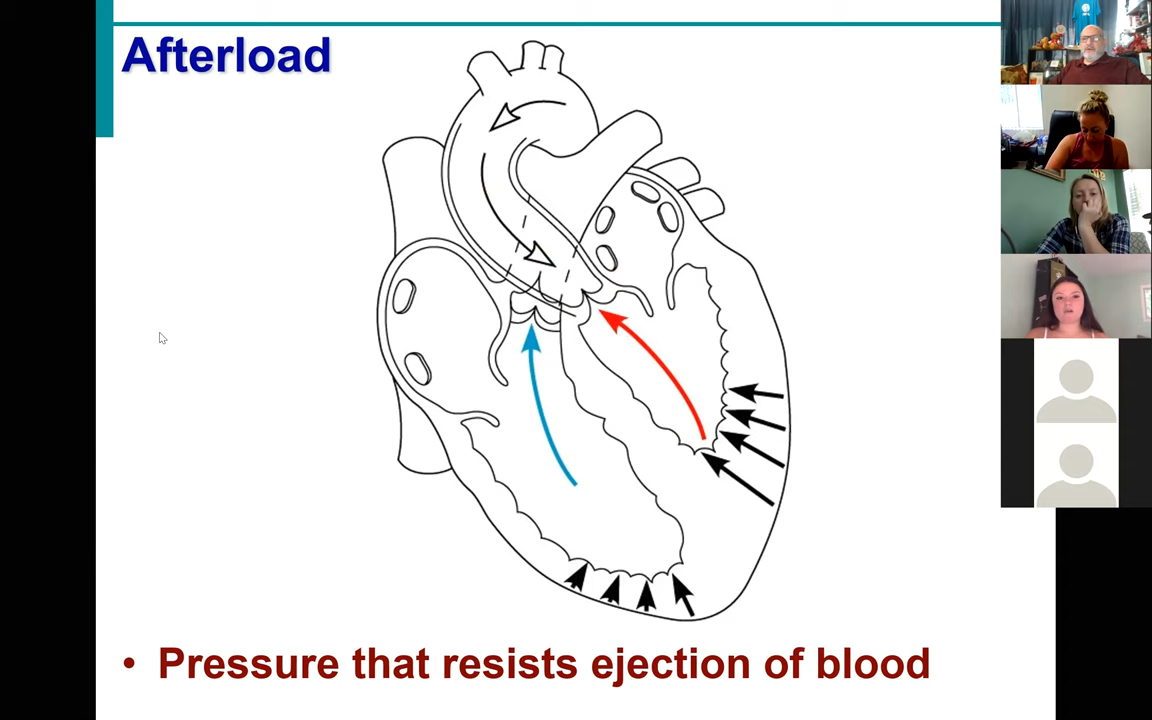 Afterload
• Pressure that resists ejection of blood